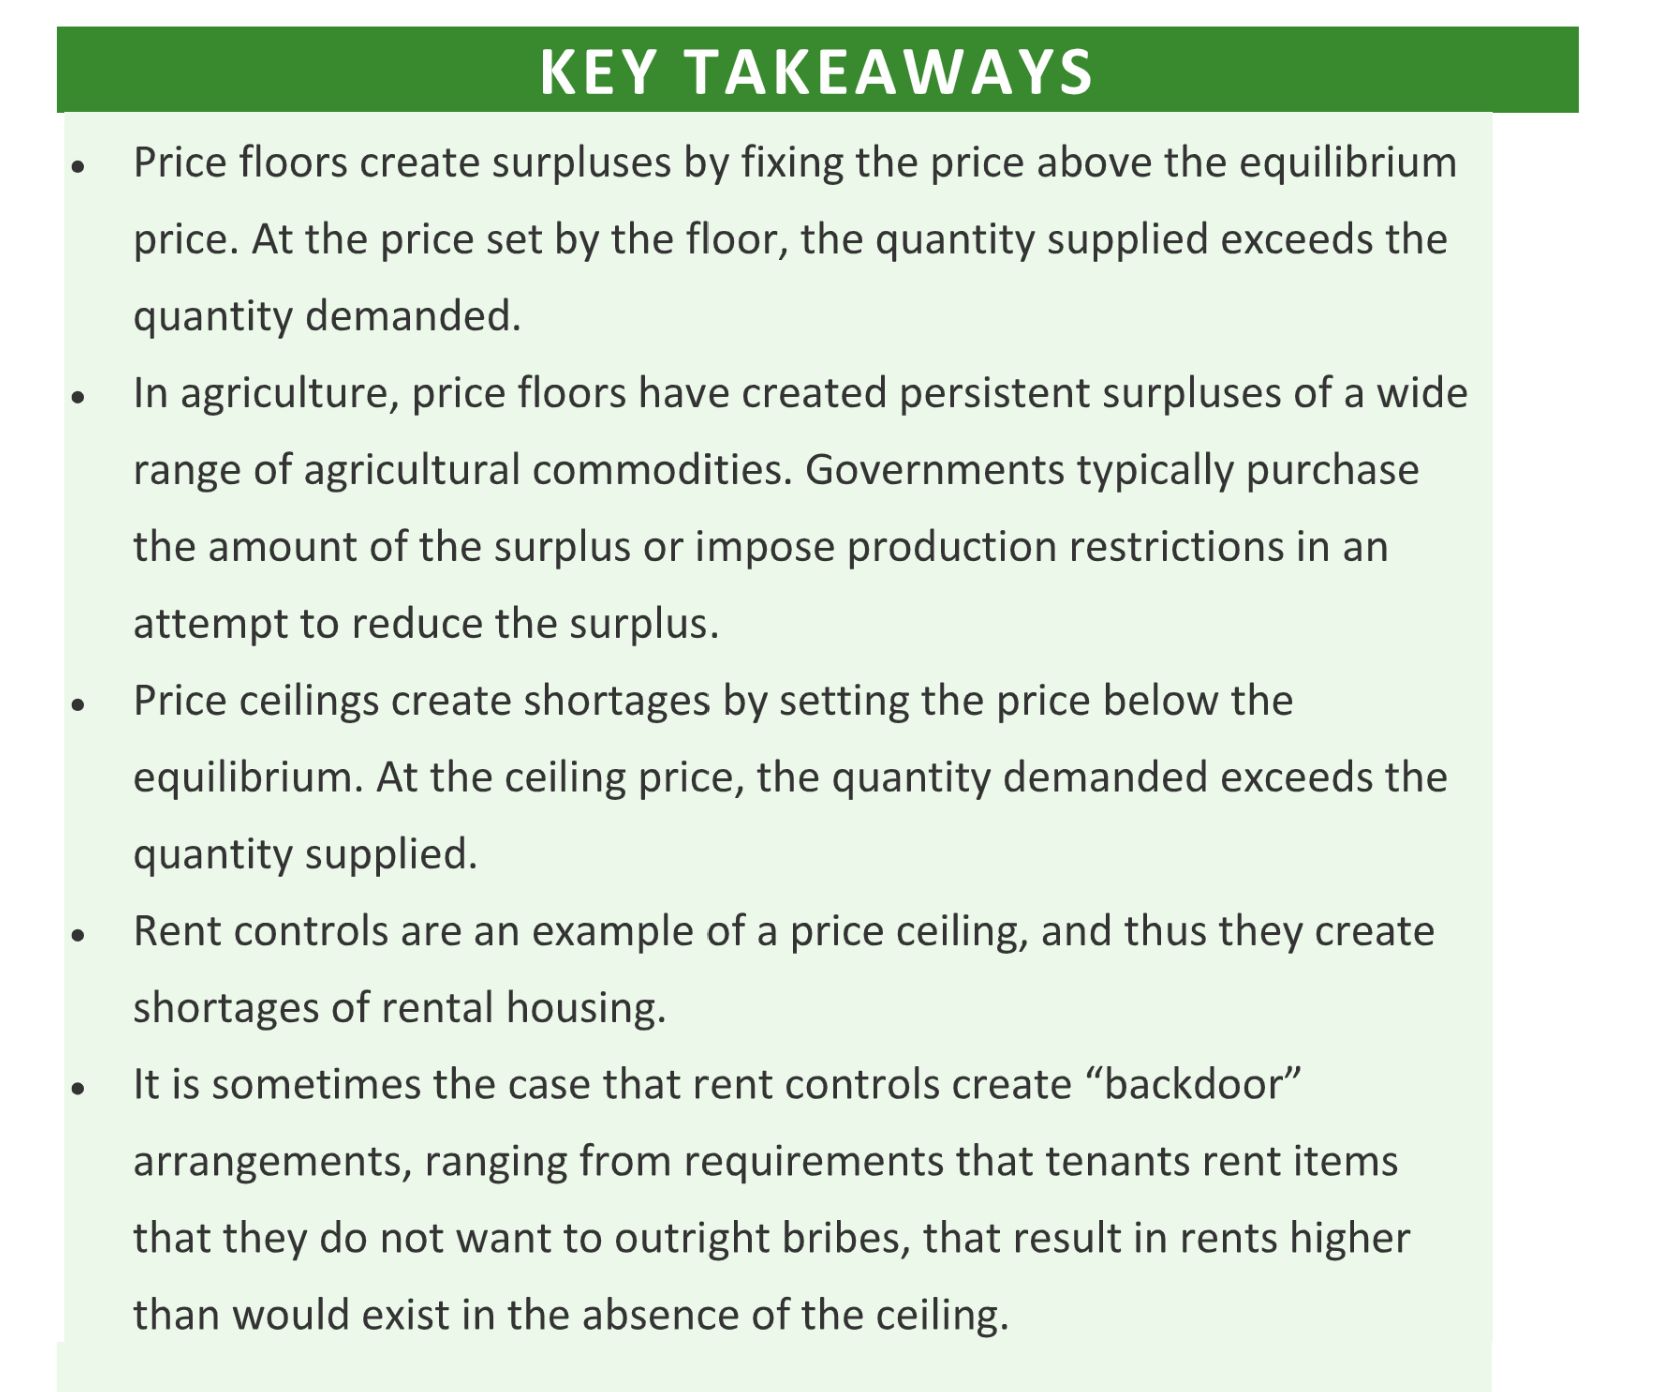 KEY TAKEAWAYS
• Price floors create surpluses by fixing the price above the equilibrium
price. At the price set by the floor, the quantity supplied exceeds the
quantity demanded.
• In agriculture, price floors have created persistent surpluses of a wide
range of agricultural commodities. Governments typically purchase
the amount of the surplus or impose production restrictions in an
attempt to reduce the surplus.
• Price ceilings create shortages by setting the price below the
equilibrium. At the ceiling price, the quantity demanded exceeds the
quantity supplied.
• Rent controls are an example of a price ceiling, and thus they create
shortages of rental housing.
• It is sometimes the case that rent controls create “backdoor”
arrangements, ranging from requirements that tenants rent items
that they do not want to outright bribes, that result in rents higher
than would exist in the absence of the ceiling.